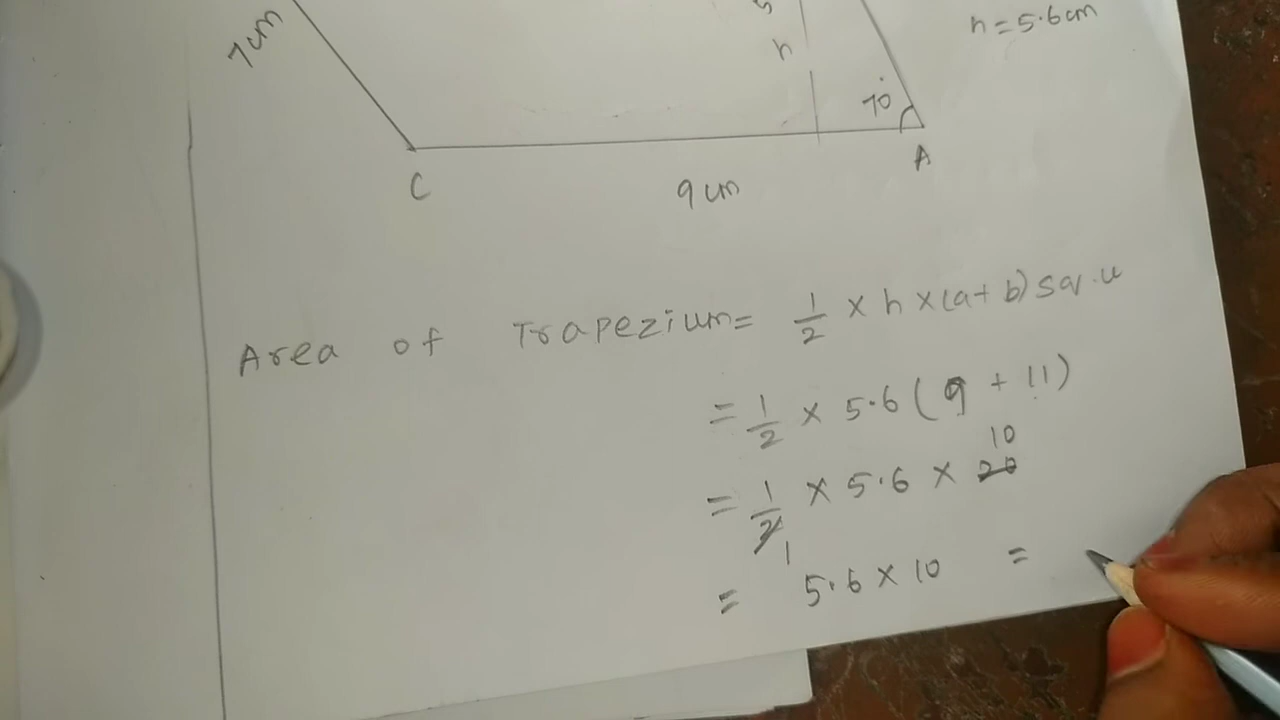 7cm
h = 5.6cm
h
70°
C
A
9cm
Area of Trapezium = 1/2 × h × (a+b) sq.u
= 1/2 × 5.6 ( 9 + 11)
10
= 1/2 × 5.6 × 20
1
= 5.6 × 10 =